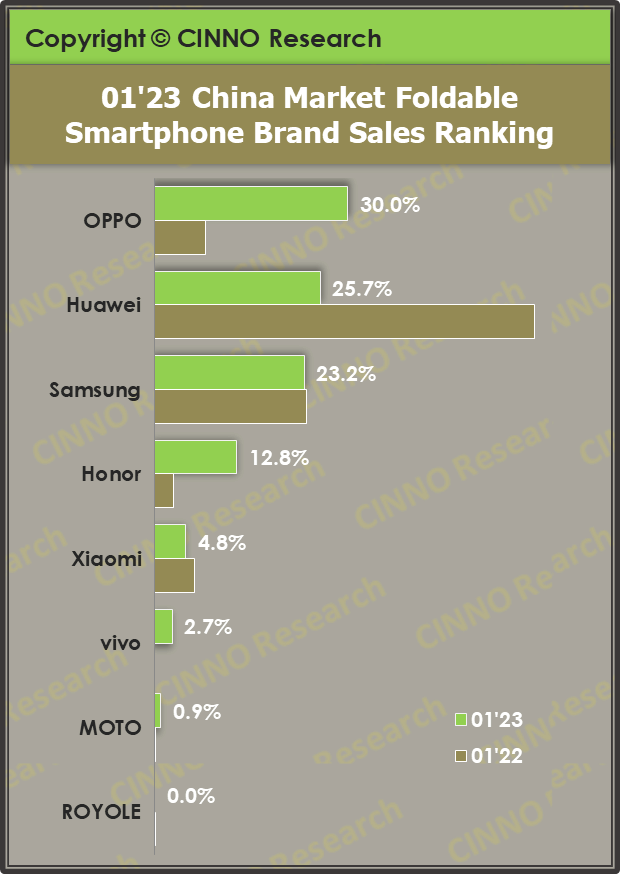 Copyright © CINNO Research
01'23 China Market Foldable
Smartphone Brand Sales Ranking
OPPO
30.0%
Huawei
25.7%
Samsung
23.2%
Honor
12.8%
Xiaomi
4.8%
vivo
2.7%
MOTO
0.9%
ROYOLE
0.0%
01'23
01'22
CINNO Research